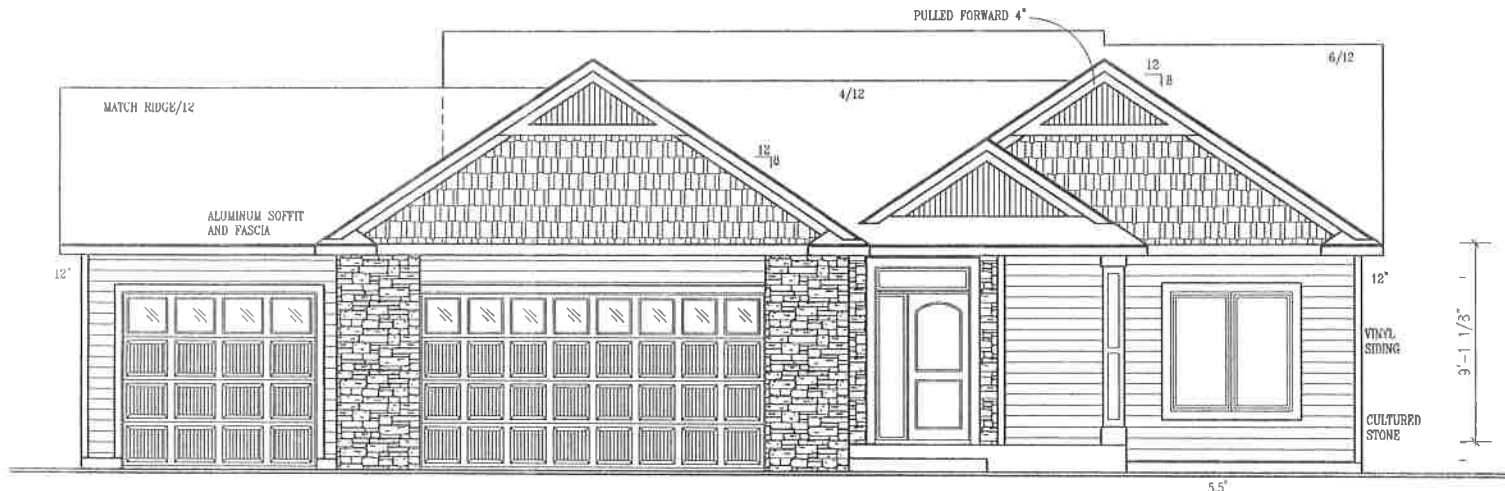 PULLED FORWARD 4"
6/12
12
8
4/12
MATCH RIDGE/12
12
8
ALUMINUM SOFFIT
AND FASCIA
12"
12"
9'-1 1/8"
VINYL
SIDING
CULTURED
STONE
5.5"